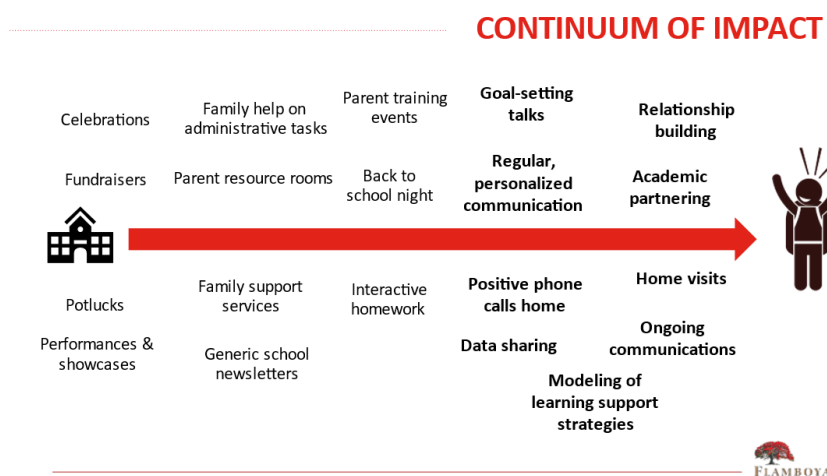 CONTINUUM OF IMPACT
Celebrations
Family help on
administrative tasks
Parent training
events
Goal-setting
talks
Relationship
building
Fundraisers
Parent resource rooms
Back to
school night
Regular,
personalized
communication
Academic
partnering
Potlucks
Family support
services
Interactive
homework
Positive phone
calls home
Home visits
Performances &
showcases
Generic school
newsletters
Data sharing
Ongoing
communications
Modeling of
learning support
strategies